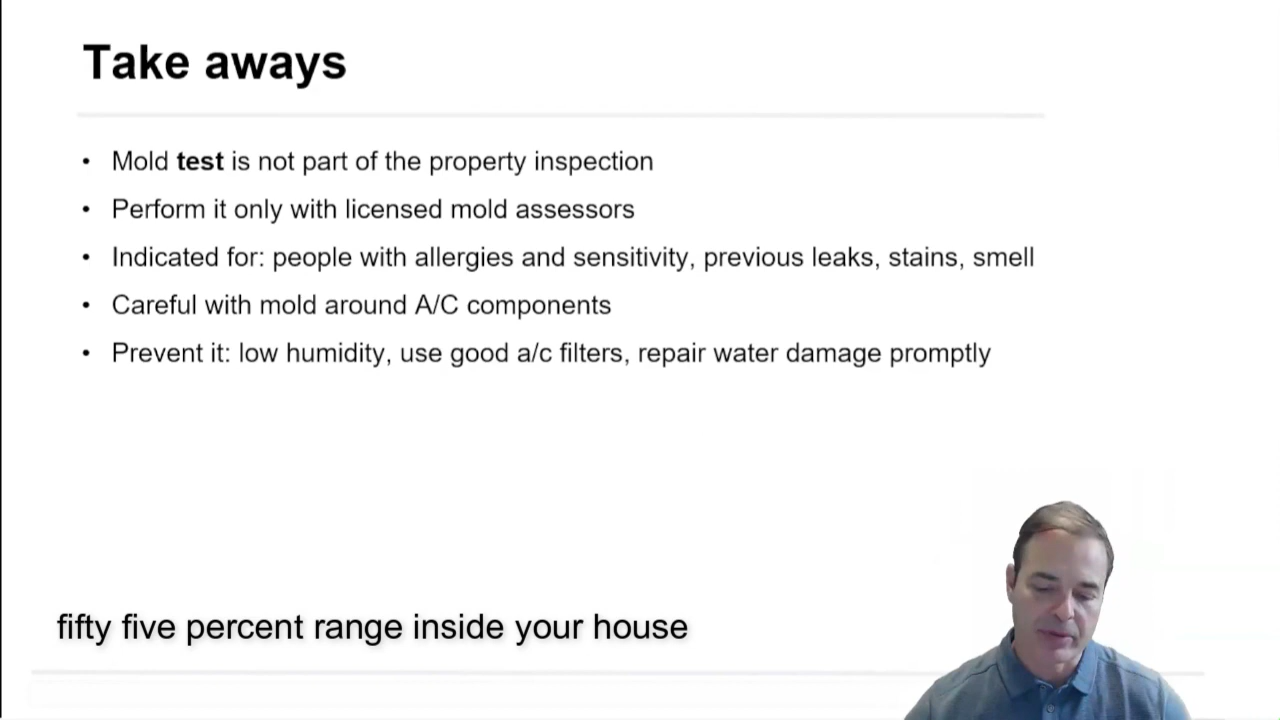 Take aways
• Mold test is not part of the property inspection
• Perform it only with licensed mold assessors
• Indicated for: people with allergies and sensitivity, previous leaks, stains, smell
• Careful with mold around A/C components
• Prevent it: low humidity, use good a/c filters, repair water damage promptly
fifty five percent range inside your house